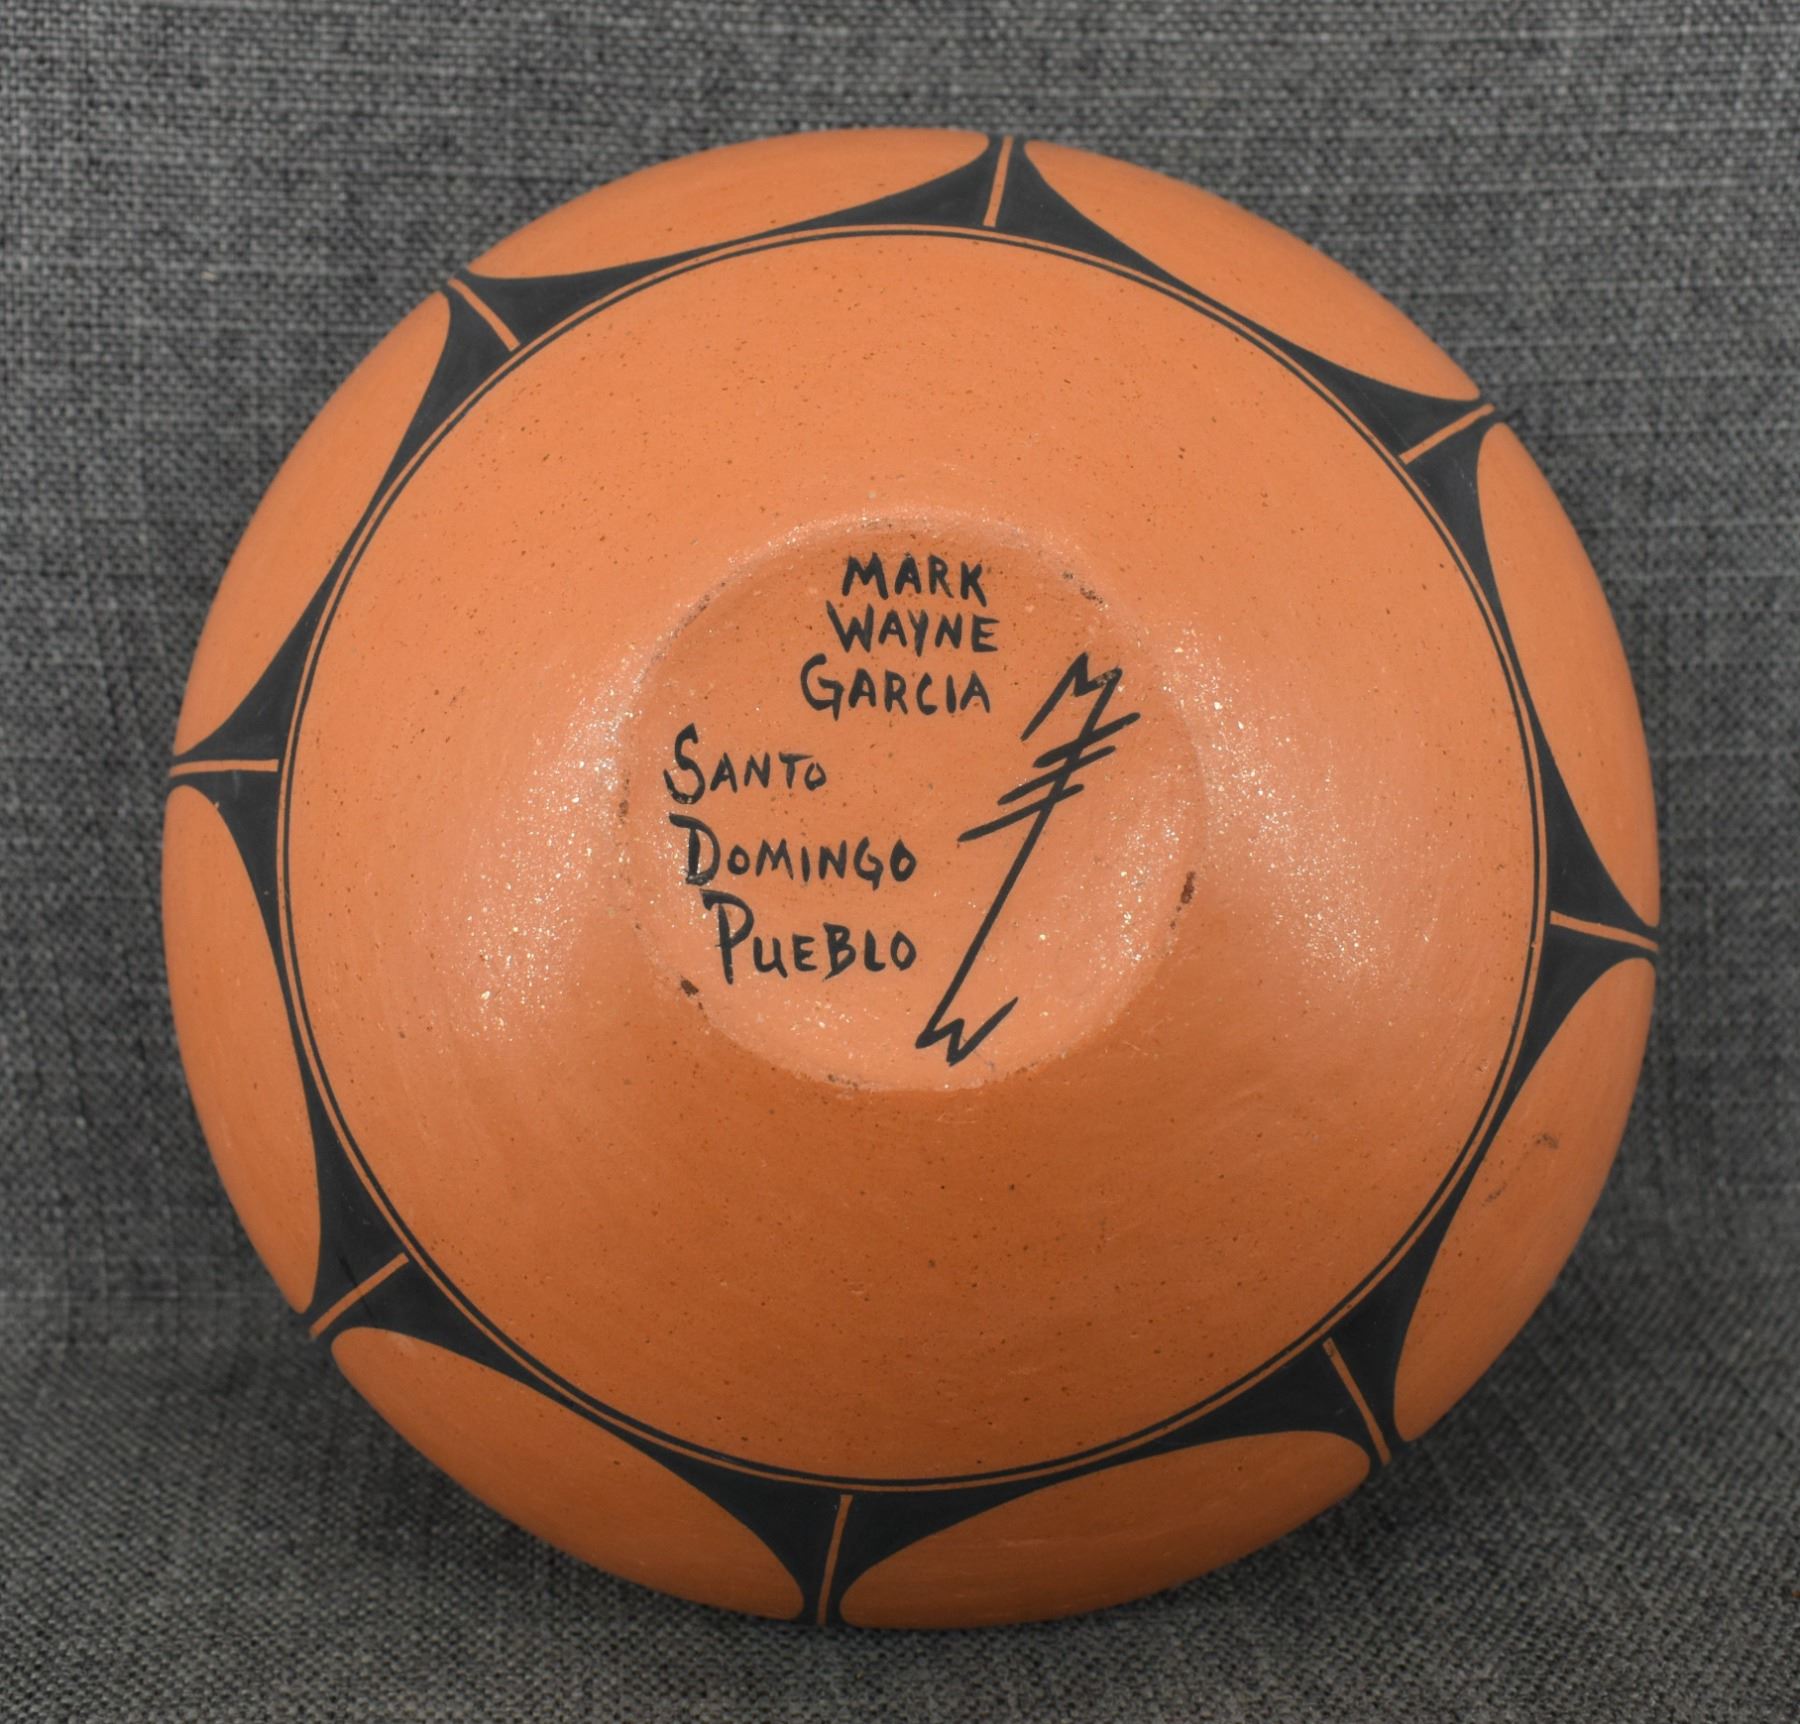 MARK
WAYNE
GARCIA
SANTO
DOMINGO
PUEBLO
M
W